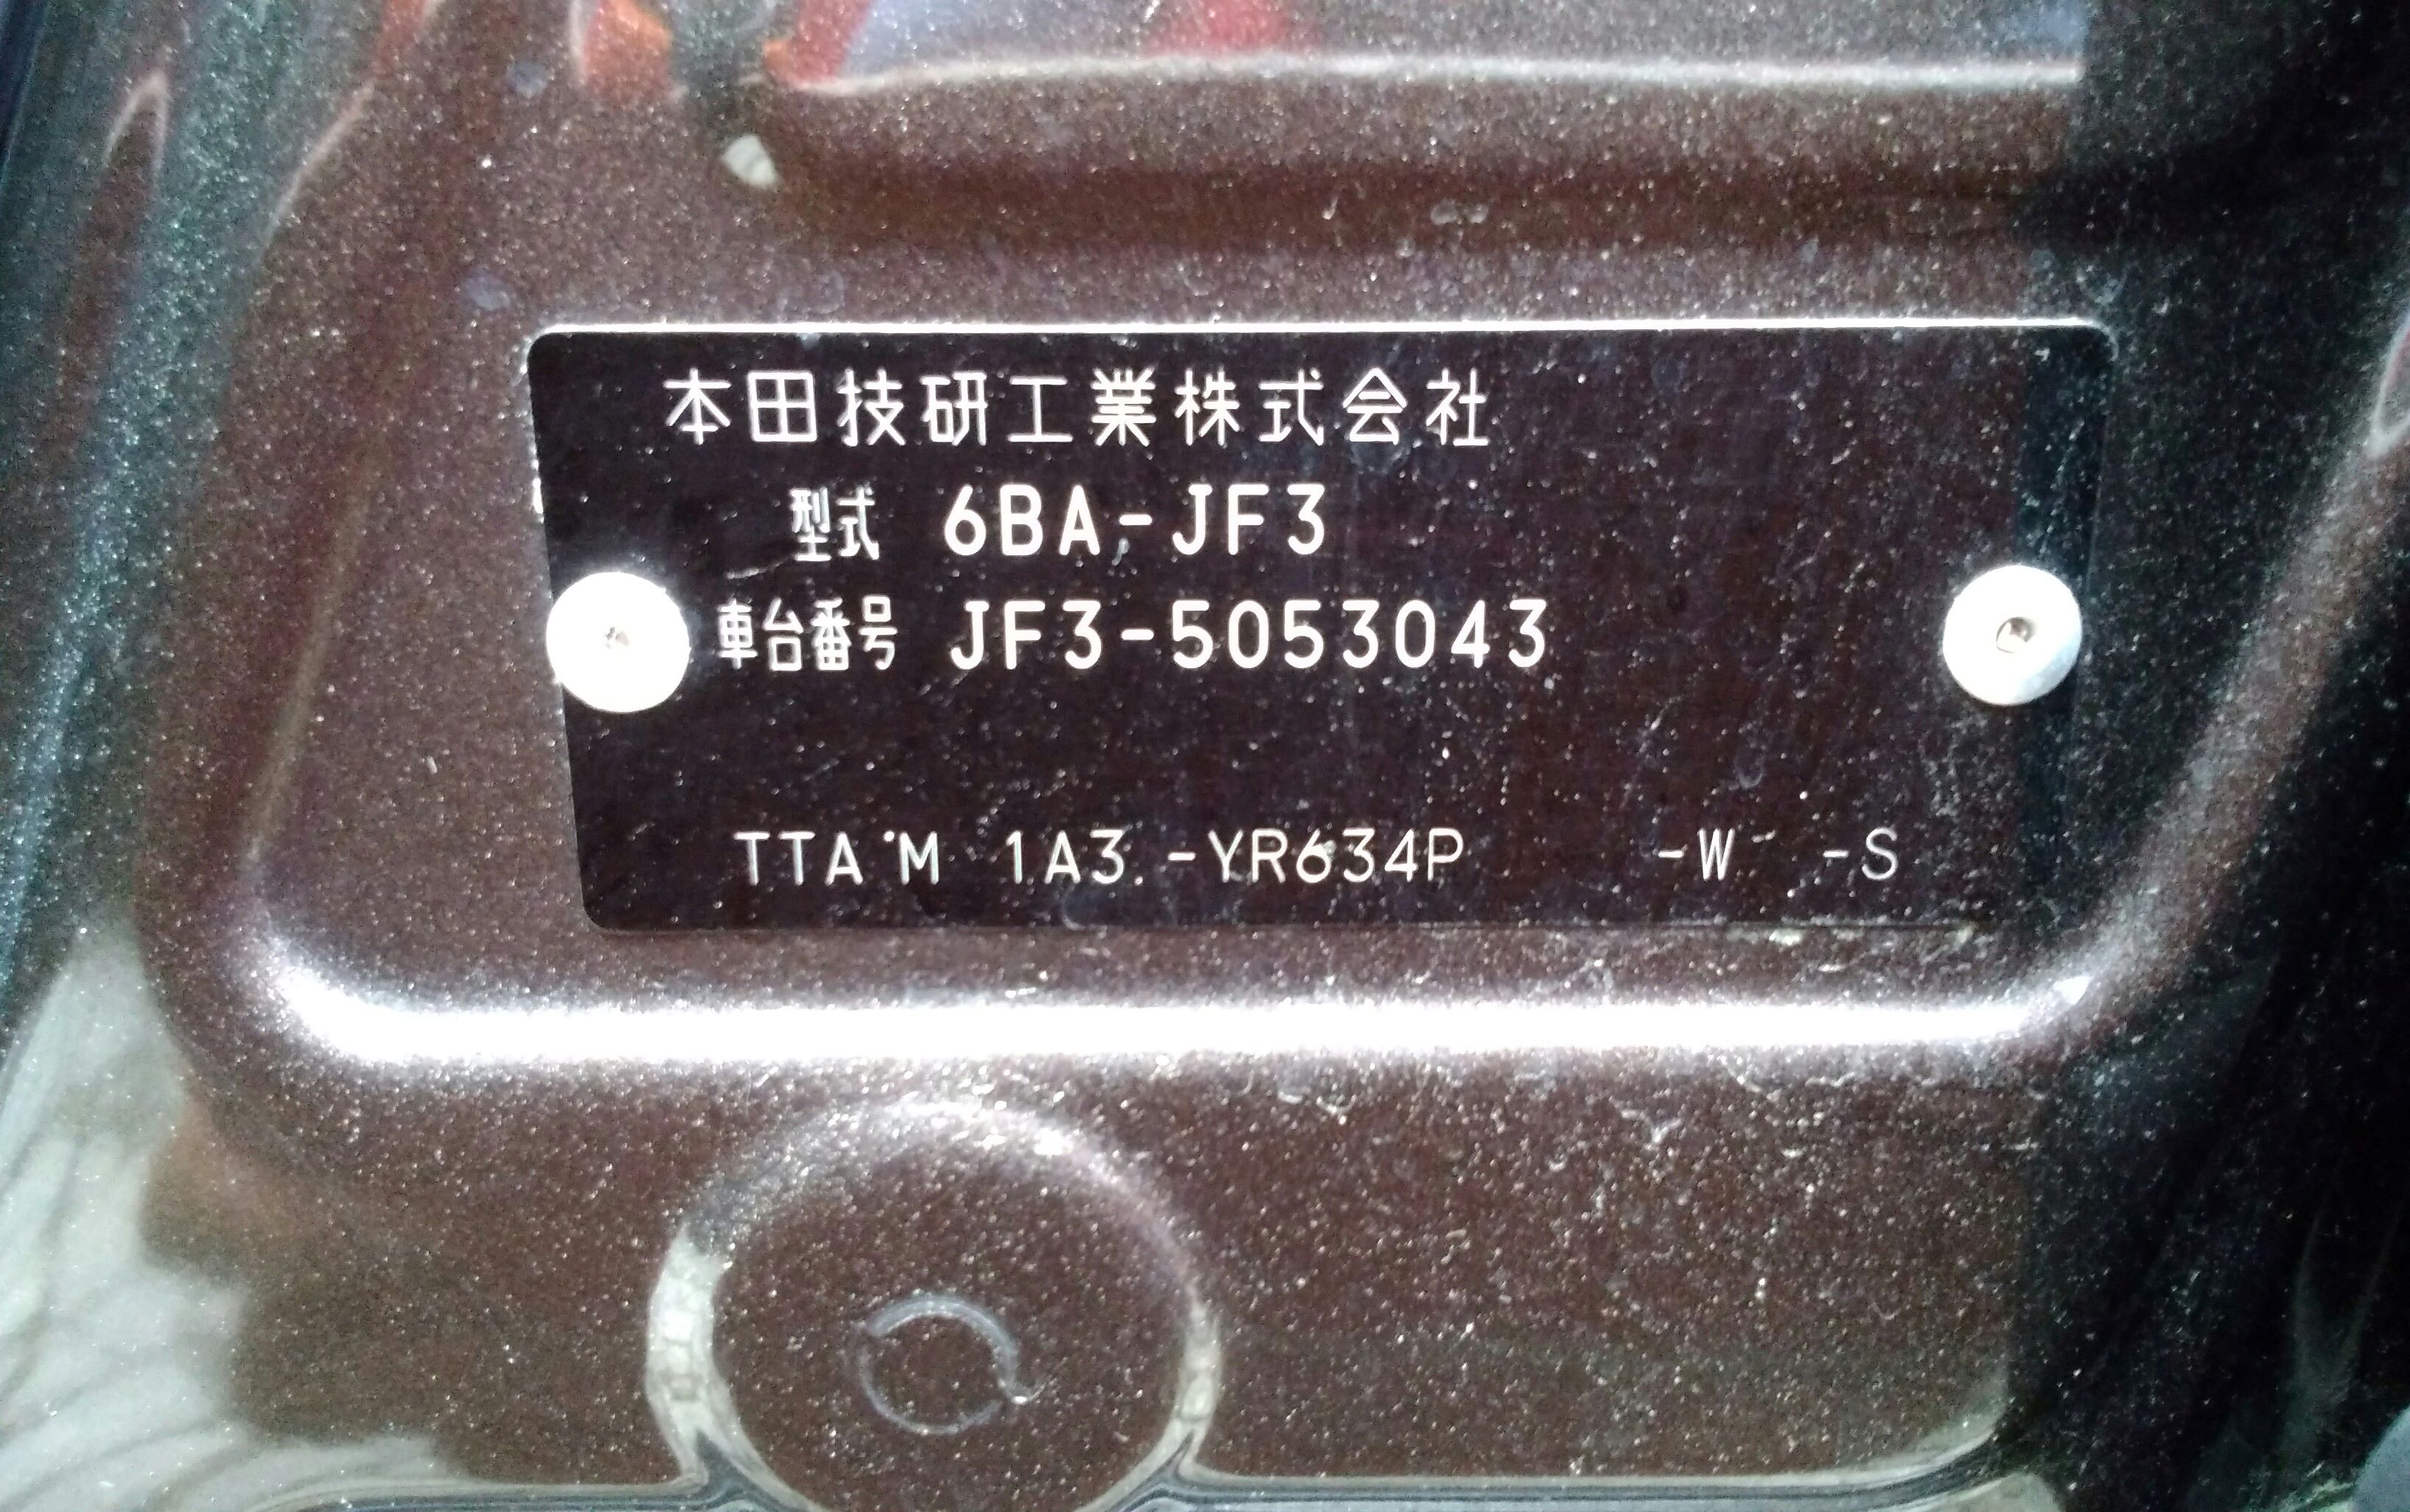 本田技研工業株式会社
型式 6BA-JF3
車台番号 JF3-5053043
TTA M 1A3 -YR634P -W -S